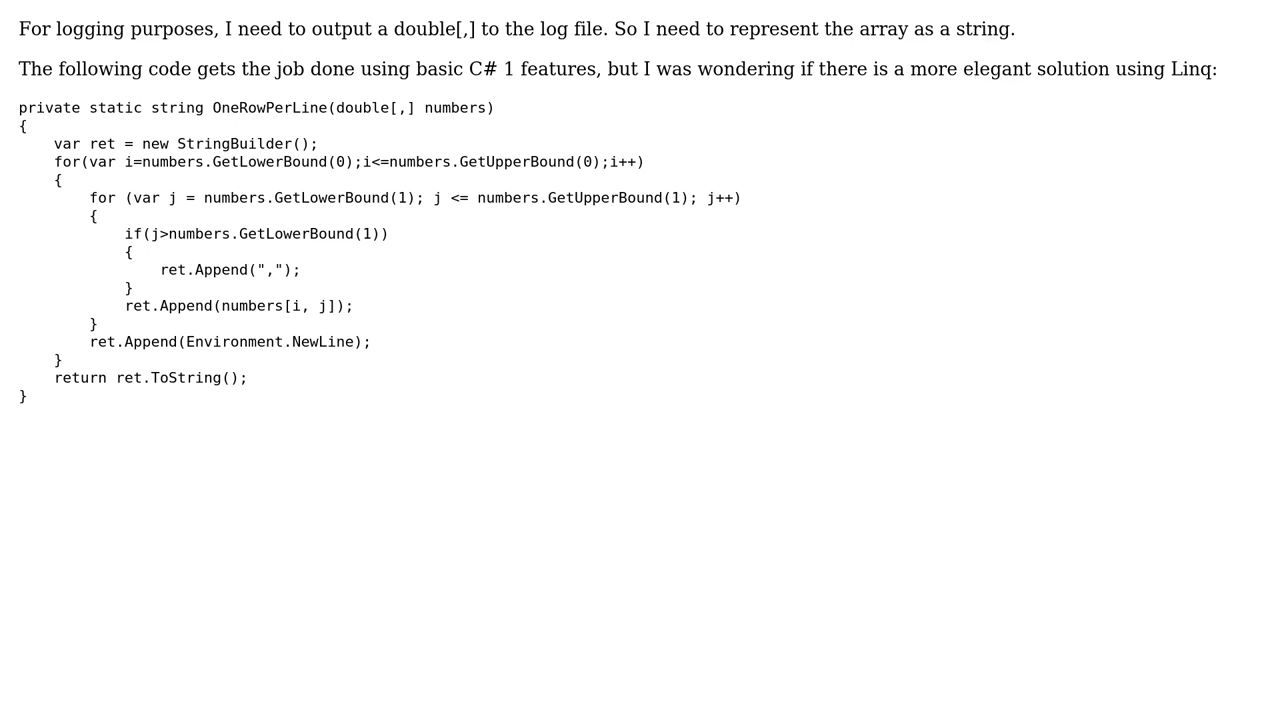 For logging purposes, I need to output a double[,] to the log file. So I need to represent the array as a string.
The following code gets the job done using basic C# 1 features, but I was wondering if there is a more elegant solution using Linq:
private static string OneRowPerLine(double[,] numbers)
{
    var ret = new StringBuilder();
    for(var i=numbers.GetLowerBound(0);i<=numbers.GetUpperBound(0);i++)
    {
        for (var j = numbers.GetLowerBound(1); j <= numbers.GetUpperBound(1); j++)
        {
            if(j>numbers.GetLowerBound(1))
            {
                ret.Append(",");
            }
            ret.Append(numbers[i, j]);
        }
        ret.Append(Environment.NewLine);
    }
    return ret.ToString();
}